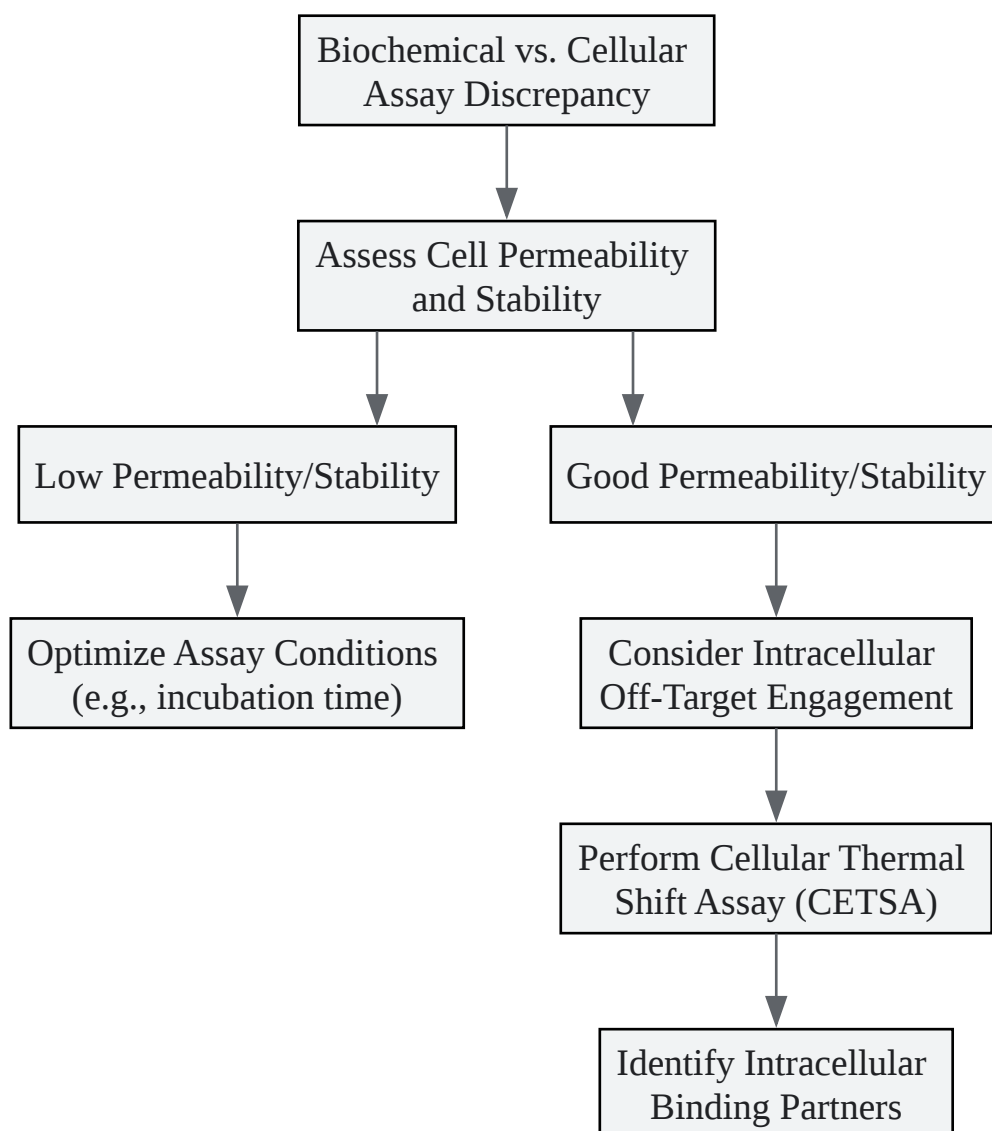 Biochemical vs. Cellular
Assay Discrepancy
Assess Cell Permeability
and Stability
Low Permeability/Stability
Good Permeability/Stability
Optimize Assay Conditions
(e.g., incubation time)
Consider Intracellular
Off-Target Engagement
Perform Cellular Thermal
Shift Assay (CETSA)
Identify Intracellular
Binding Partners